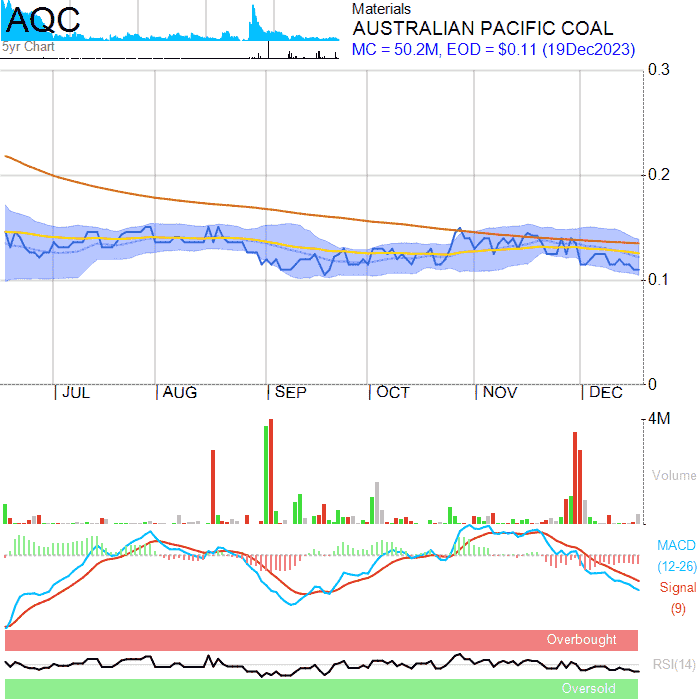 AQC
5yr Chart
Materials
AUSTRALIAN PACIFIC COAL
MC = 50.2M, EOD = $0.11 (19Dec2023)
0.3
0.2
0.1
0
JUL AUG SEP OCT NOV DEC
4M
Volume
MACD
(12-26)
Signal
(9)
Overbought
RSI(14)
Oversold